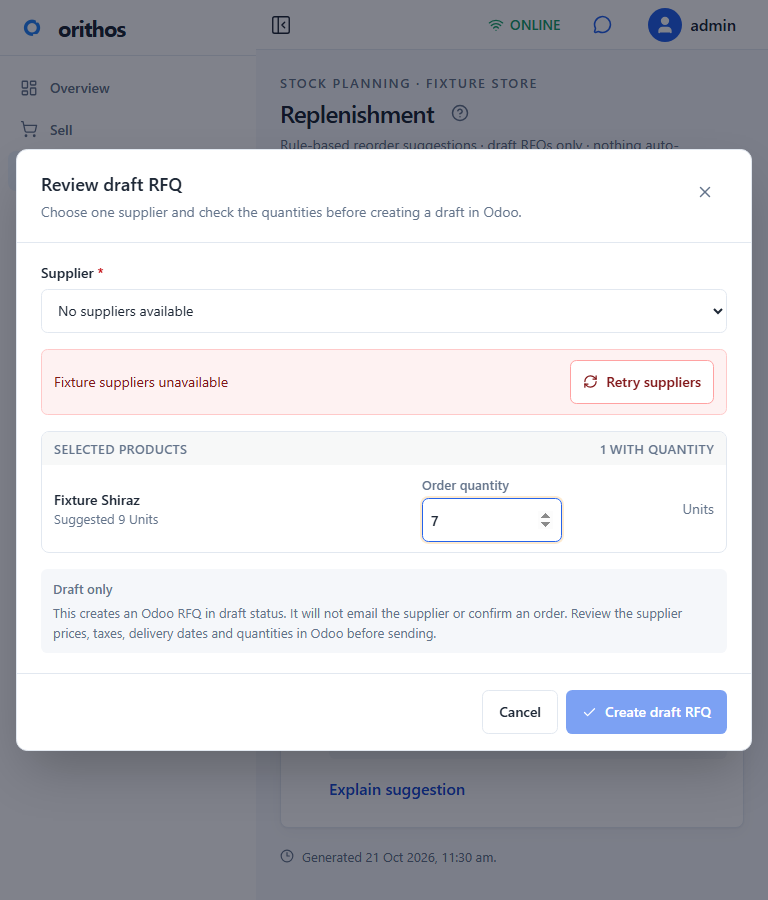 orithos
ONLINE
admin
Overview
Sell
STOCK PLANNING · FIXTURE STORE
Replenishment
Rule-based reorder suggestions · draft RFQs only · nothing auto-
Review draft RFQ
Choose one supplier and check the quantities before creating a draft in Odoo.
Supplier *
No suppliers available
Fixture suppliers unavailable
Retry suppliers
SELECTED PRODUCTS
1 WITH QUANTITY
Fixture Shiraz
Suggested 9 Units
Order quantity
7
Units
Draft only
This creates an Odoo RFQ in draft status. It will not email the supplier or confirm an order. Review the supplier
prices, taxes, delivery dates and quantities in Odoo before sending.
Cancel
Create draft RFQ
Explain suggestion
Generated 21 Oct 2026, 11:30 am.